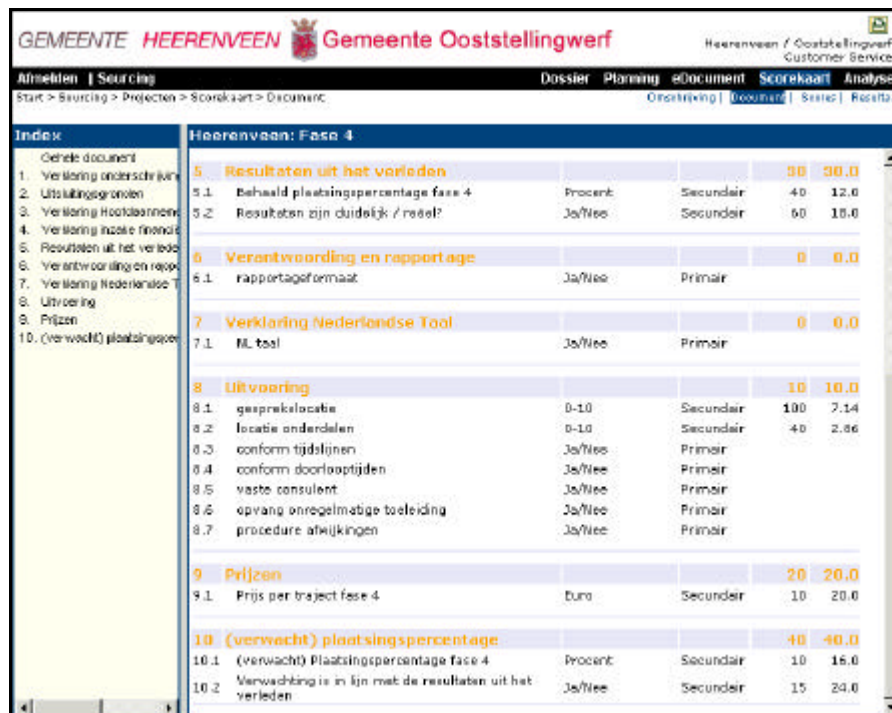 GEMEENTE HEERENVEEN Gemeente Ooststellingwerf
Heerenveen / Ooststellingwerf
Customer Service
Afmelden | Sourcing Dossier Planning eDocument Scorekaart Analyse
Start > Sourcing > Projecten > Scorekaart > Document Omschrijving | Document | Scores | Resulta
Index
Gehele document
1. Verklaring onderschrijving
2. Uitsluitingsgronden
3. Verklaring Hoofdaanneme
4. Verklaring inzake financië
5. Resultaten uit het verlede
6. Verantwoording en rappo
7. Verklaring Nederlandse T
8. Uitvoering
9. Prijzen
10. (verwacht) plaatsingsper
Heerenveen: Fase 4
5 Resultaten uit het verleden 30 30.0
5.1 Behaald plaatsingspercentage fase 4 Procent Secundair 40 12.0
5.2 Resultaten zijn duidelijk / reëel? Ja/Nee Secundair 60 18.0
6 Verantwoording en rapportage 0 0.0
6.1 rapportageformaat Ja/Nee Primair
7 Verklaring Nederlandse Taal 0 0.0
7.1 NL taal Ja/Nee Primair
8 Uitvoering 10 10.0
8.1 gesprekslocatie 0-10 Secundair 100 7.14
8.2 locatie onderdelen 0-10 Secundair 40 2.86
8.3 conform tijdslijnen Ja/Nee Primair
8.4 conform doorlooptijden Ja/Nee Primair
8.5 vaste consulent Ja/Nee Primair
8.6 opvang onregelmatige toeleiding Ja/Nee Primair
8.7 procedure afwijkingen Ja/Nee Primair
9 Prijzen 20 20.0
9.1 Prijs per traject fase 4 Euro Secundair 10 20.0
10 (verwacht) plaatsingspercentage 40 40.0
10.1 (verwacht) Plaatsingspercentage fase 4 Procent Secundair 10 16.0
10.2 Verwachting is in lijn met de resultaten uit het verleden Ja/Nee Secundair 15 24.0